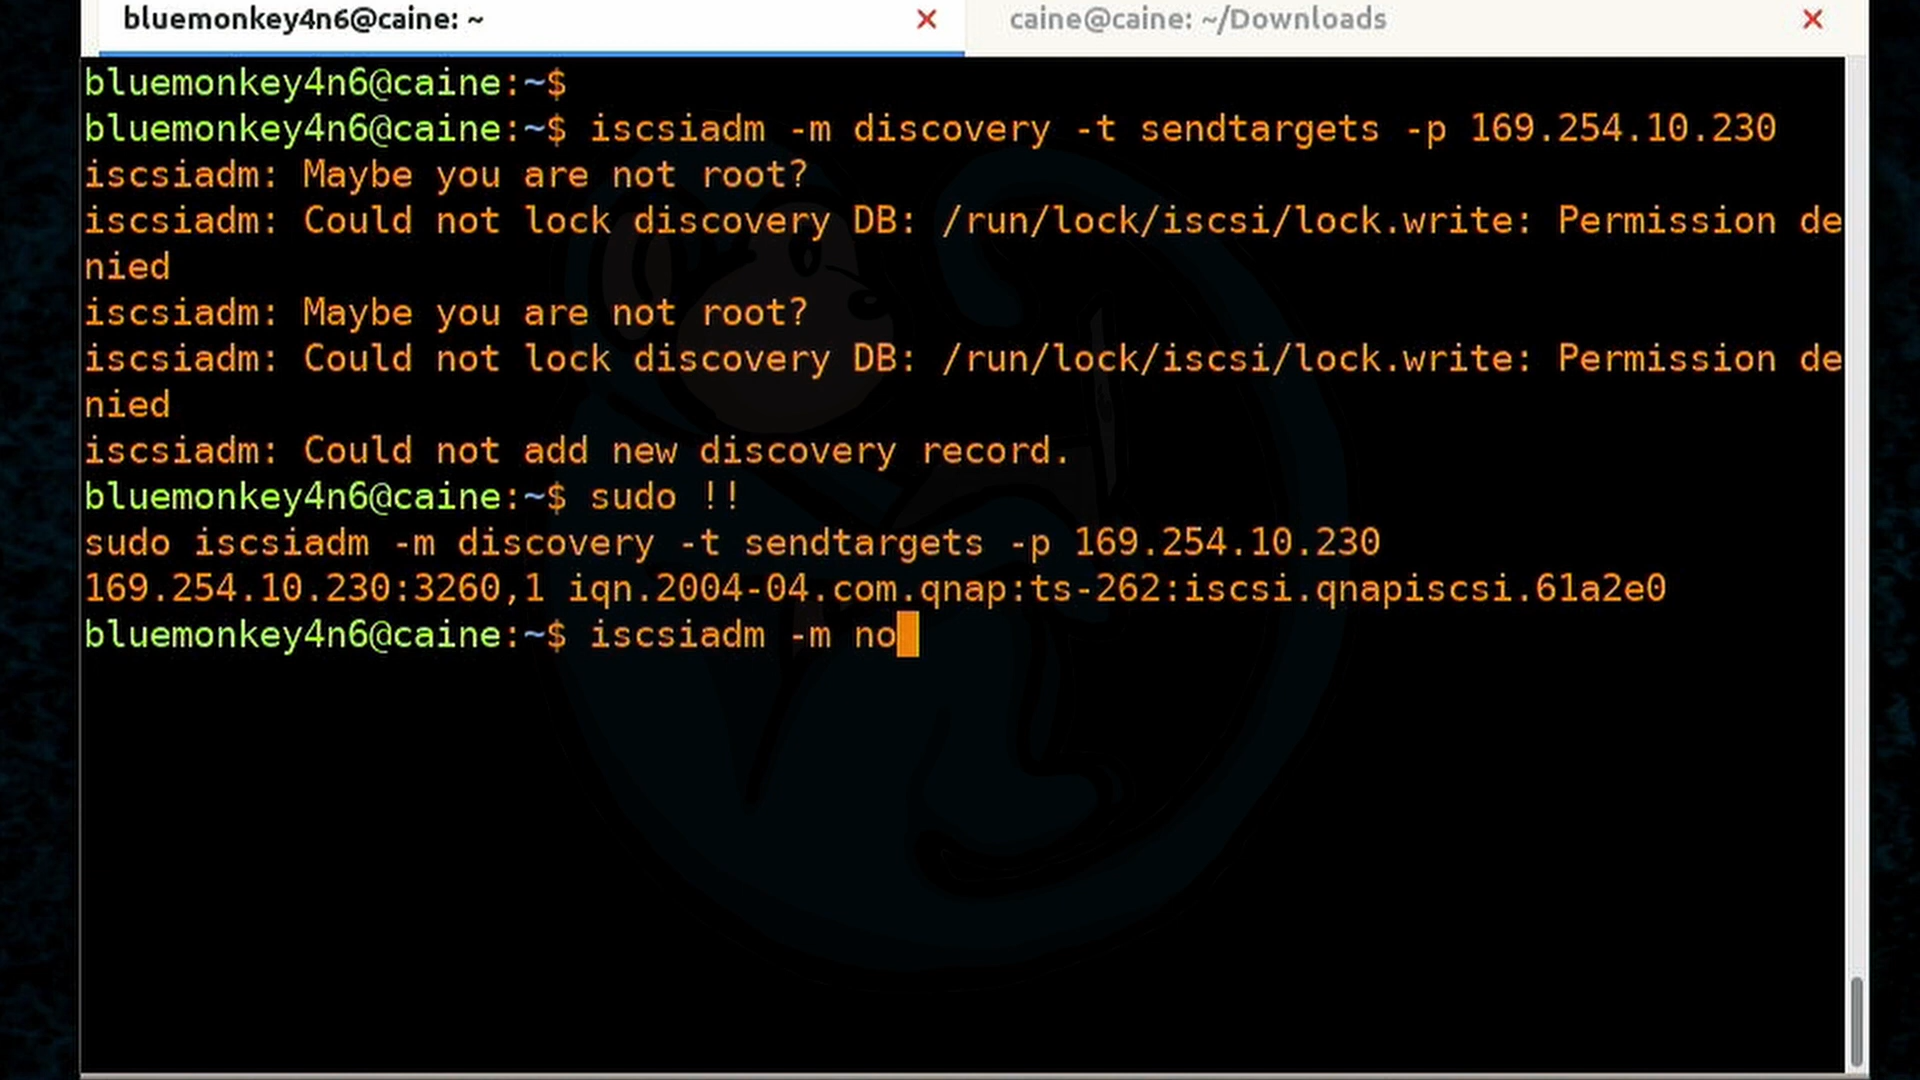 bluemonkey4n6@caine: ~ caine@caine: ~/Downloads
bluemonkey4n6@caine:~$
bluemonkey4n6@caine:~$ iscsiadm -m discovery -t sendtargets -p 169.254.10.230
iscsiadm: Maybe you are not root?
iscsiadm: Could not lock discovery DB: /run/lock/iscsi/lock.write: Permission de
nied
iscsiadm: Maybe you are not root?
iscsiadm: Could not lock discovery DB: /run/lock/iscsi/lock.write: Permission de
nied
iscsiadm: Could not add new discovery record.
bluemonkey4n6@caine:~$ sudo !!
sudo iscsiadm -m discovery -t sendtargets -p 169.254.10.230
169.254.10.230:3260,1 iqn.2004-04.com.qnap:ts-262:iscsi.qnapiscsi.61a2e0
bluemonkey4n6@caine:~$ iscsiadm -m no